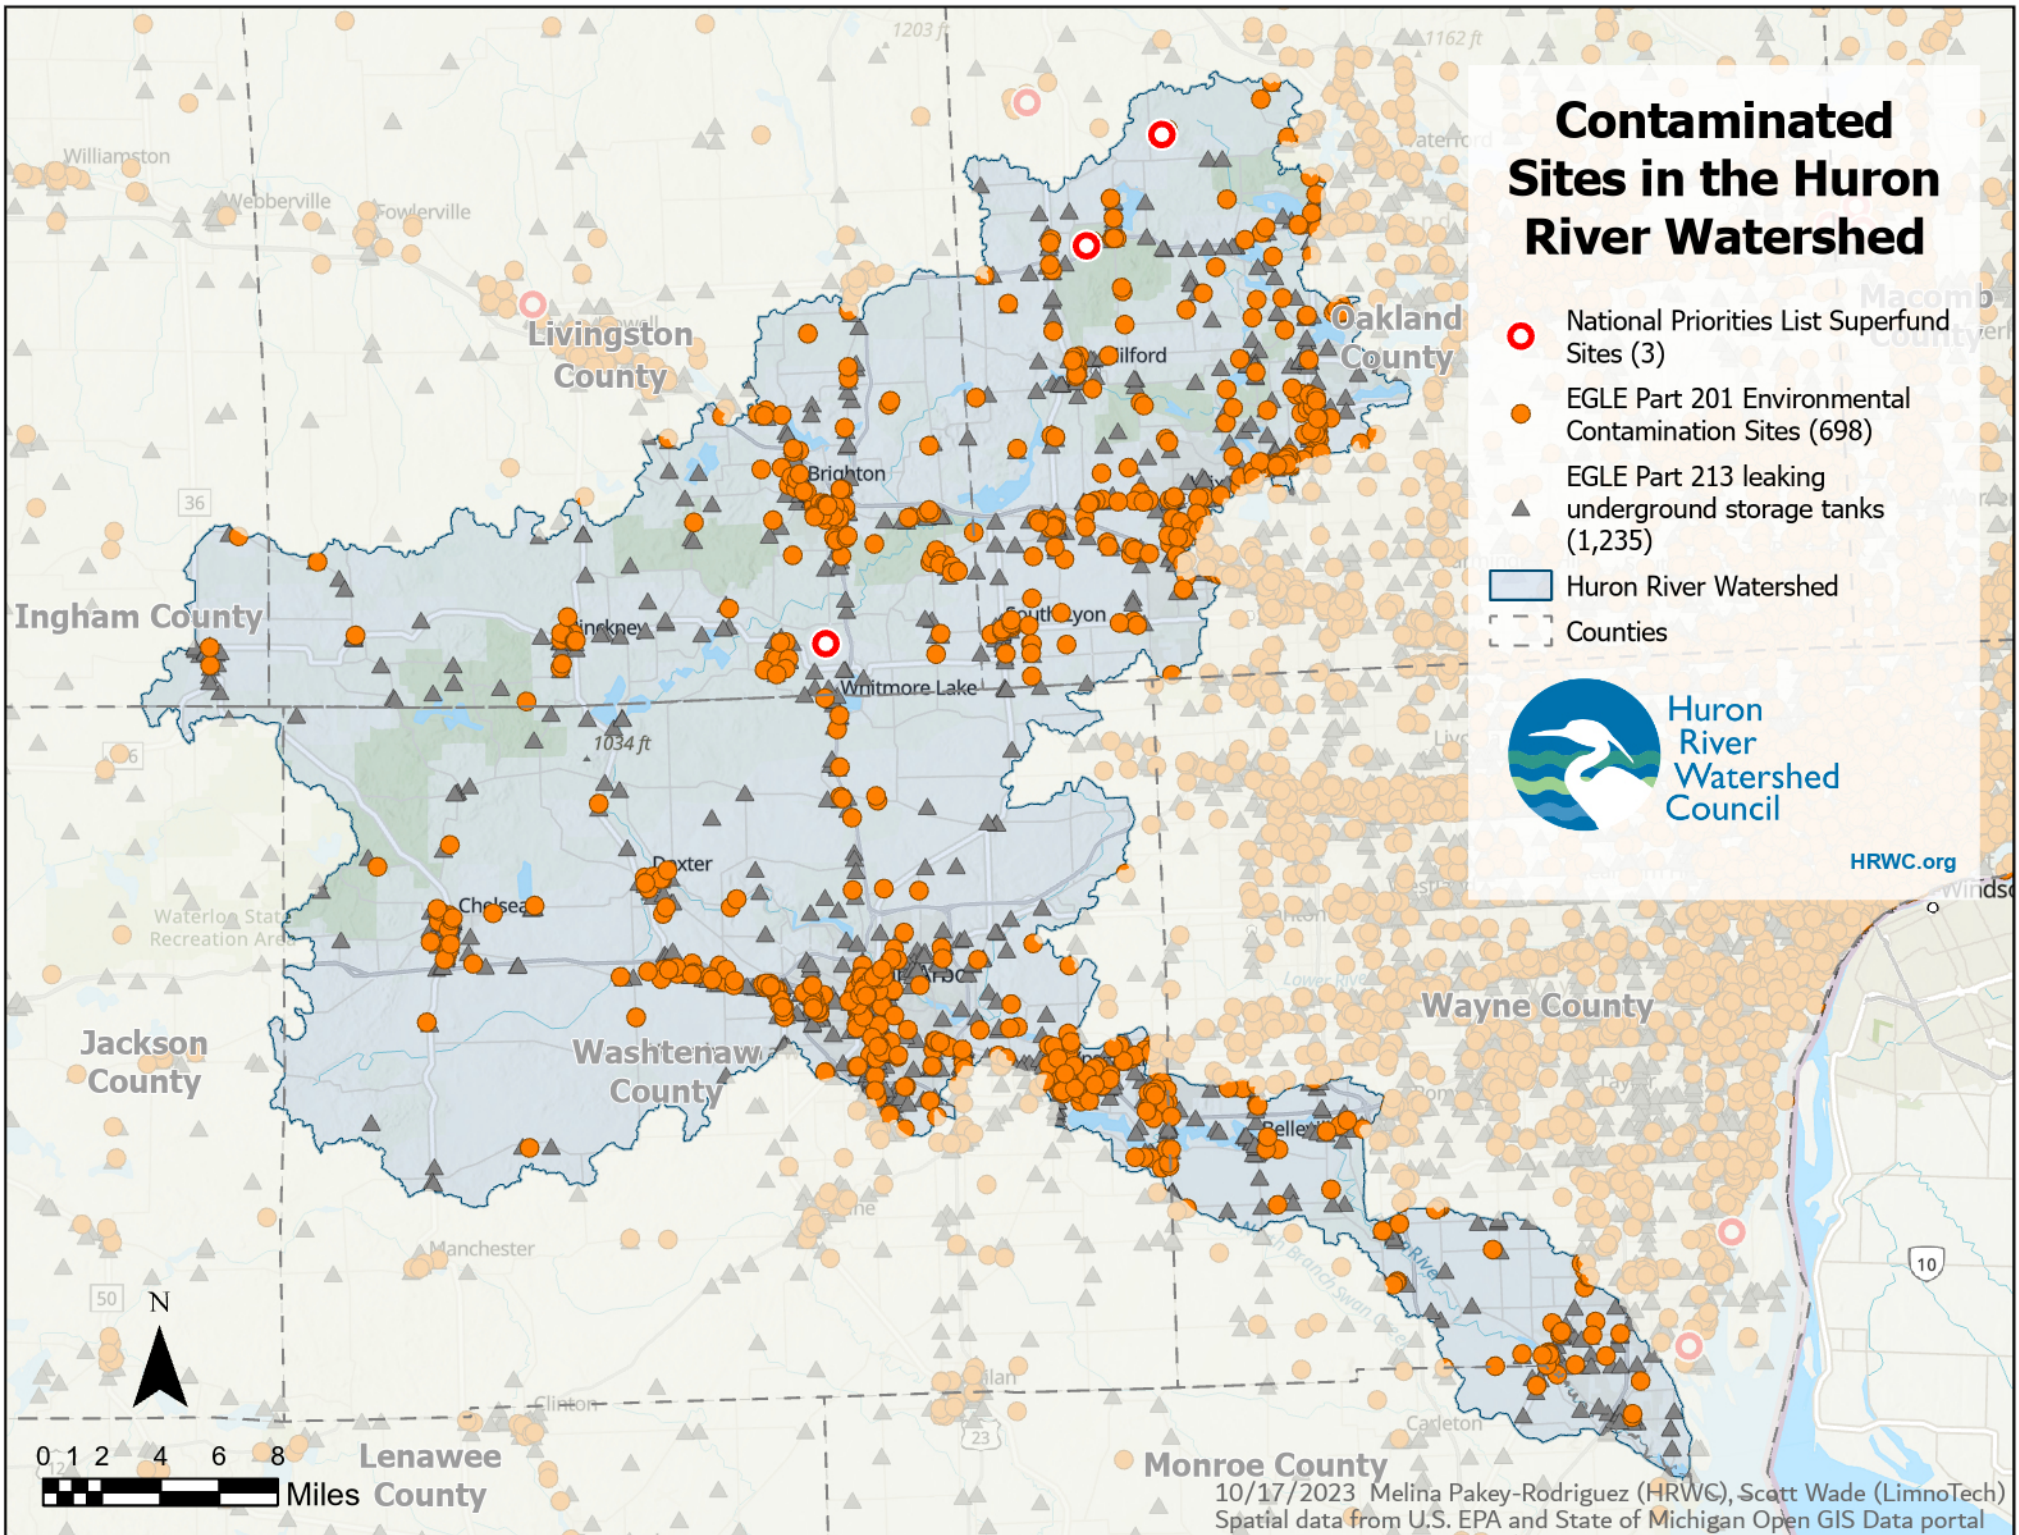 1203 ft
1162 ft
Contaminated
Sites in the Huron
River Watershed
National Priorities List Superfund
Sites (3)
EGLE Part 201 Environmental
Contamination Sites (698)
EGLE Part 213 leaking
underground storage tanks
(1,235)
Huron River Watershed
Counties
Huron
River
Watershed
Council
HRWC.org
Williamston
Webberville
Fowlerville
Livingston
County
Oakland
County
Macomb
County
Brighton
36
Ingham County
Whitmore Lake
1034 ft
Dexter
Chelsea
Waterloo State
Recreation Area
Lower River
Wayne County
Jackson
County
Washtenaw
County
Manchester
50
N
10
Clinton
23
Carleton
0 1 2 4 6 8
Miles
Lenawee
County
Monroe County
10/17/2023 Melina Pakey-Rodriguez (HRWC), Scott Wade (LimnoTech)
Spatial data from U.S. EPA and State of Michigan Open GIS Data portal